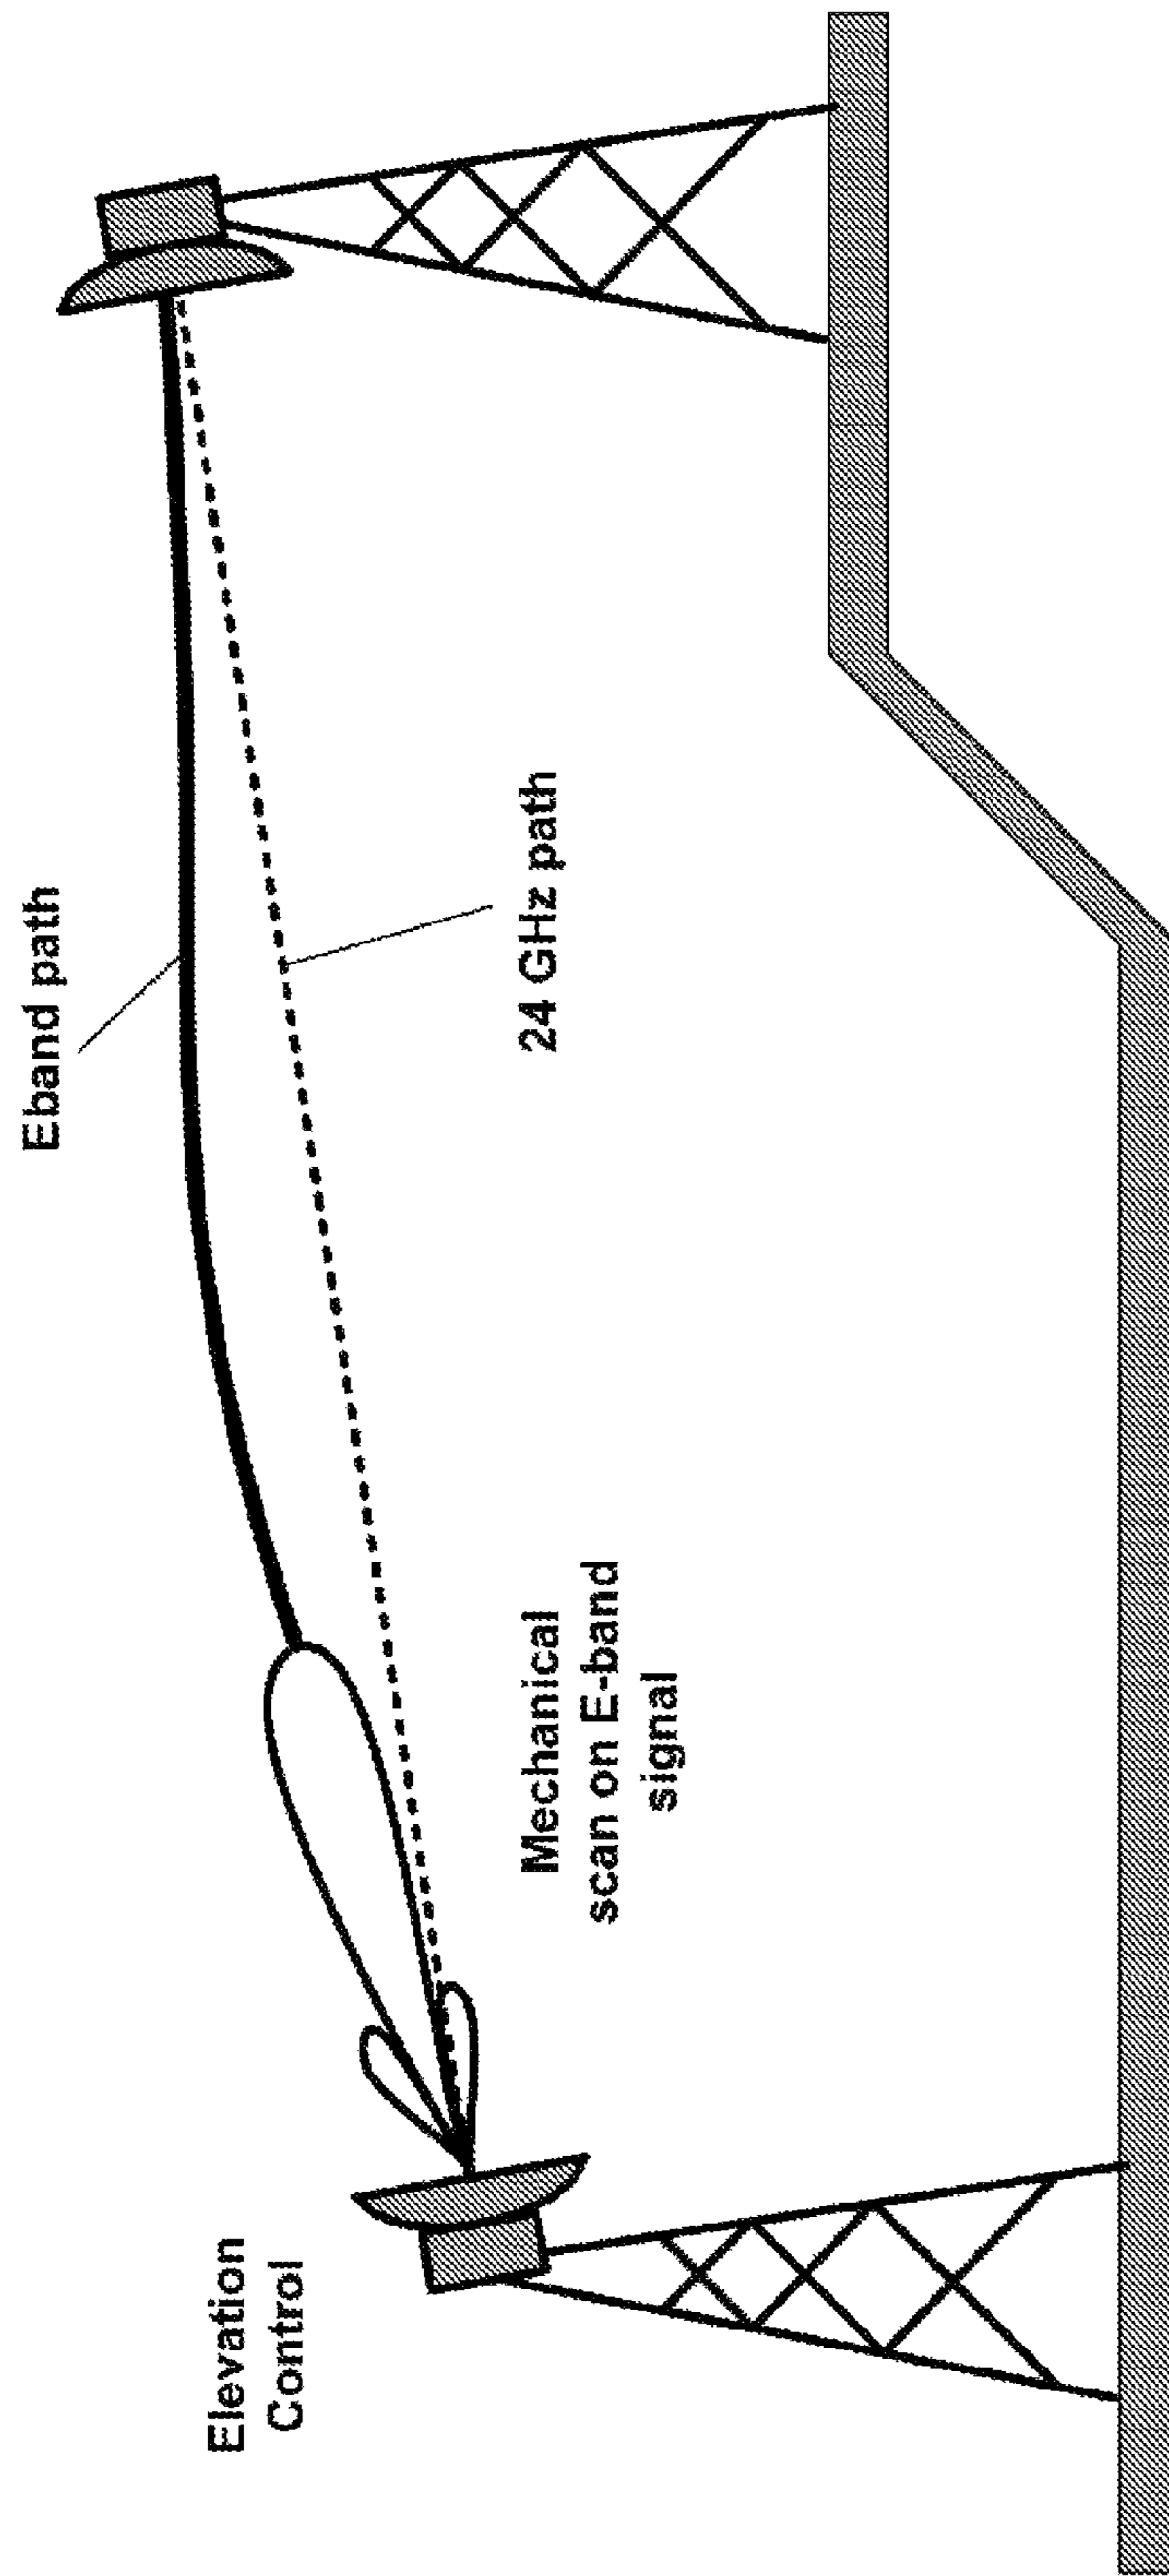 Elevation
Control
Eband path
24 GHz path
Mechanical
scan on E-band
signal